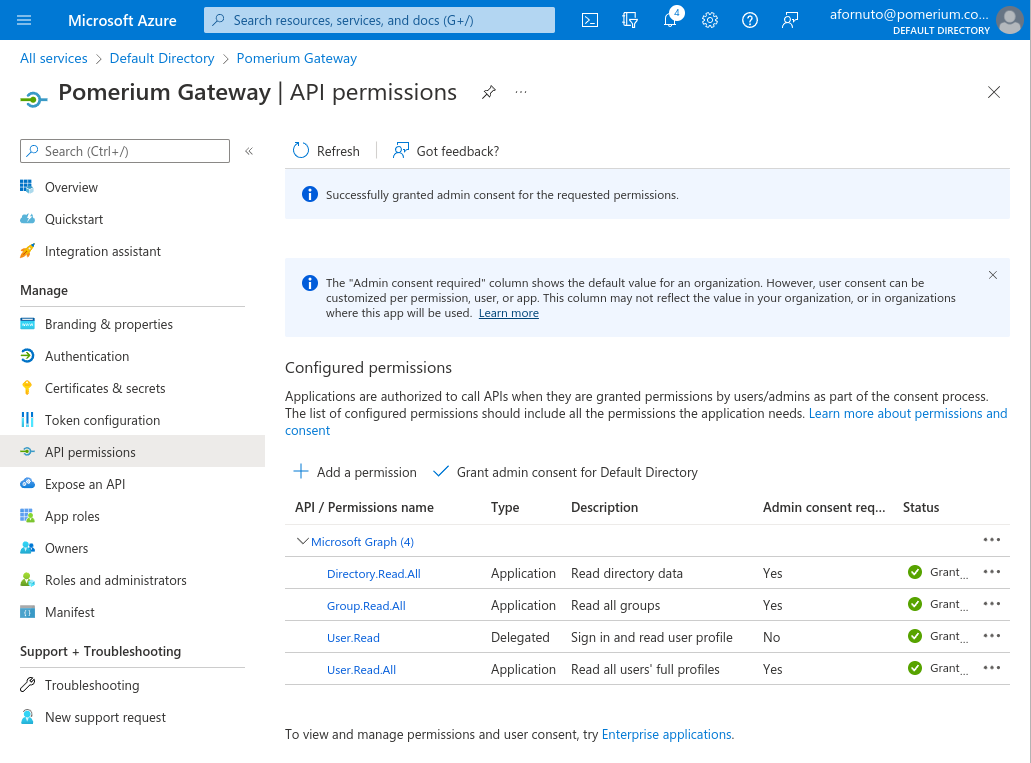 Microsoft Azure
Search resources, services, and docs (G+/)
4
afornuto@pomerium.co...
DEFAULT DIRECTORY
All services > Default Directory > Pomerium Gateway
Pomerium Gateway | API permissions
...
Search (Ctrl+/)
«
Overview
Quickstart
Integration assistant
Manage
Branding & properties
Authentication
Certificates & secrets
Token configuration
API permissions
Expose an API
App roles
Owners
Roles and administrators
Manifest
Support + Troubleshooting
Troubleshooting
New support request
Refresh
Got feedback?
Successfully granted admin consent for the requested permissions.
The "Admin consent required" column shows the default value for an organization. However, user consent can be
customized per permission, user, or app. This column may not reflect the value in your organization, or in organizations
where this app will be used. Learn more
Configured permissions
Applications are authorized to call APIs when they are granted permissions by users/admins as part of the consent process.
The list of configured permissions should include all the permissions the application needs. Learn more about permissions and
consent
Add a permission
Grant admin consent for Default Directory
API / Permissions name Type Description Admin consent req... Status
Microsoft Graph (4) ...
Directory.Read.All Application Read directory data Yes Grant... ...
Group.Read.All Application Read all groups Yes Grant... ...
User.Read Delegated Sign in and read user profile No Grant... ...
User.Read.All Application Read all users' full profiles Yes Grant... ...
To view and manage permissions and user consent, try Enterprise applications.